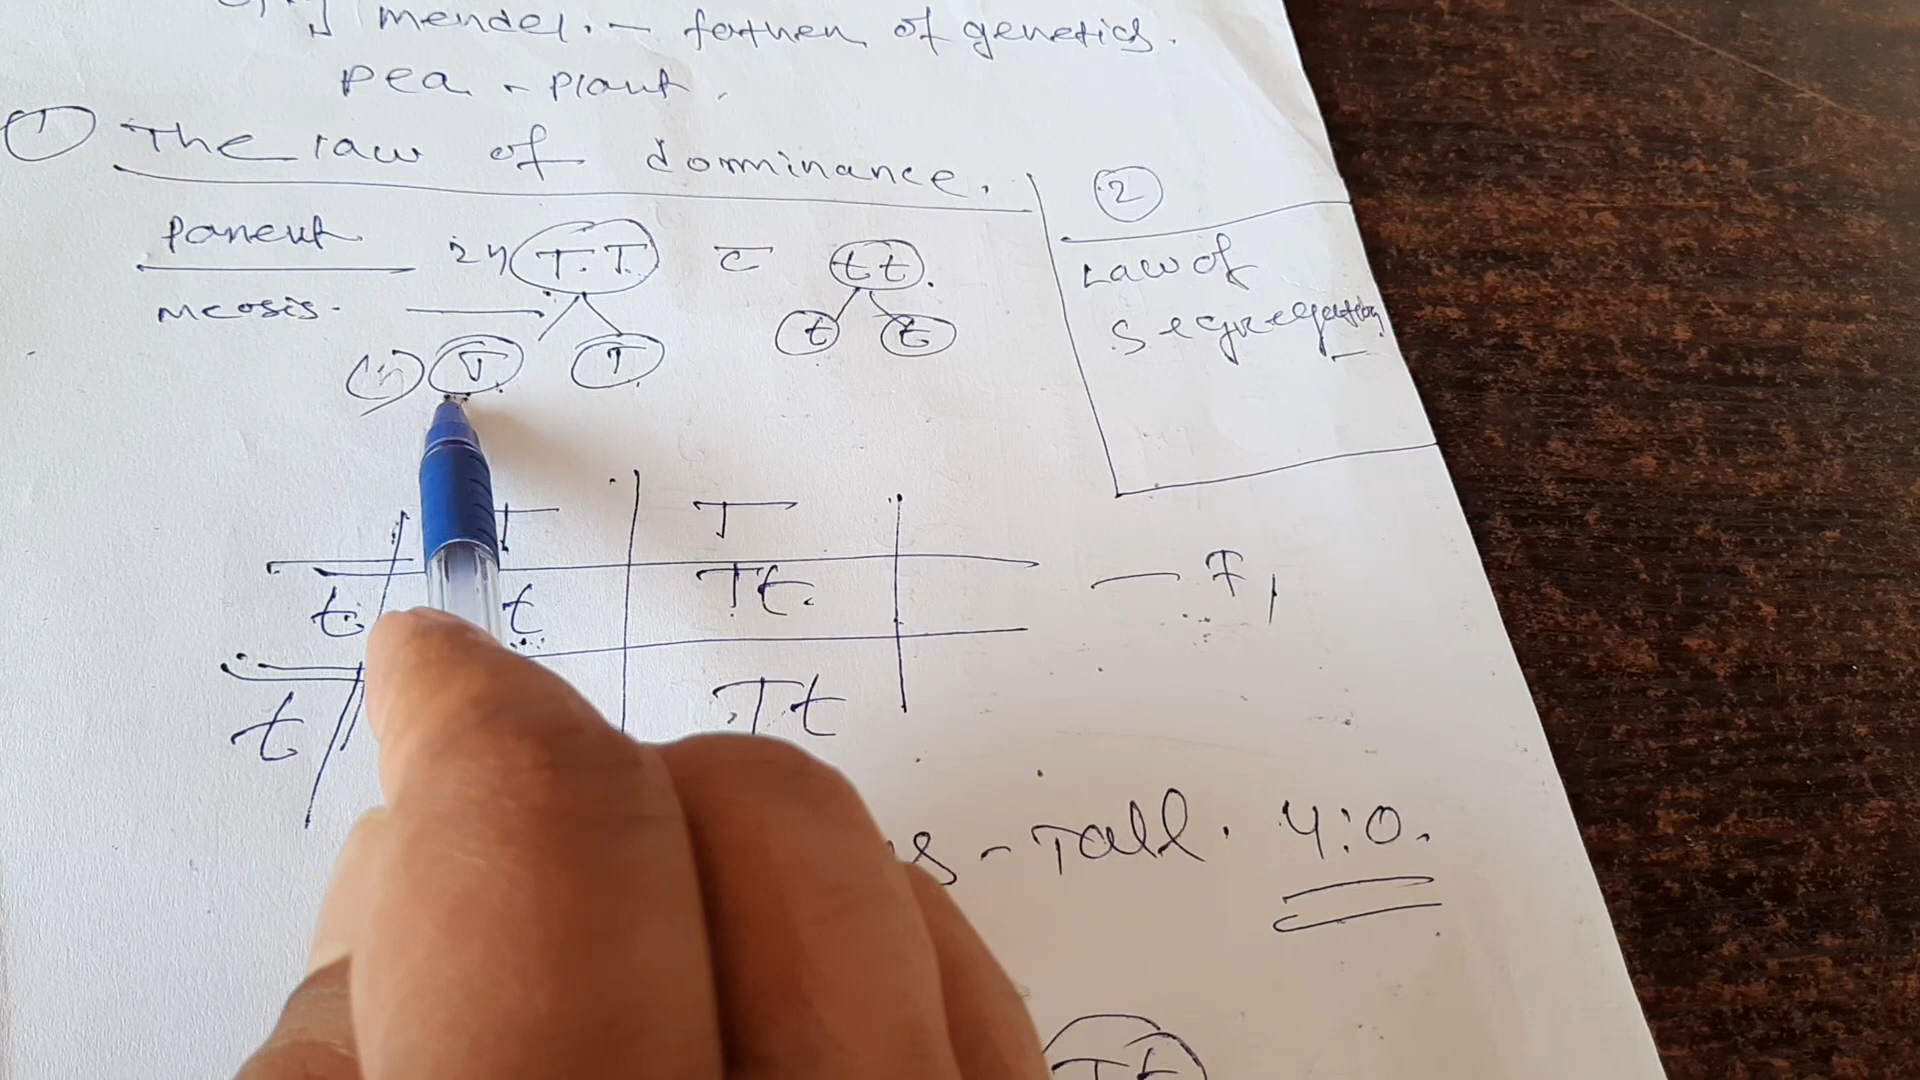 mendel. - father of genetics.
pea - plant.
① The law of dominance.
②
Law of
Segregation
Parent 2n T.T. tt.
meosis.
(n) T T t t
T T
t t Tt. - F1
t Tt
- Tall. 4:0.
Tt